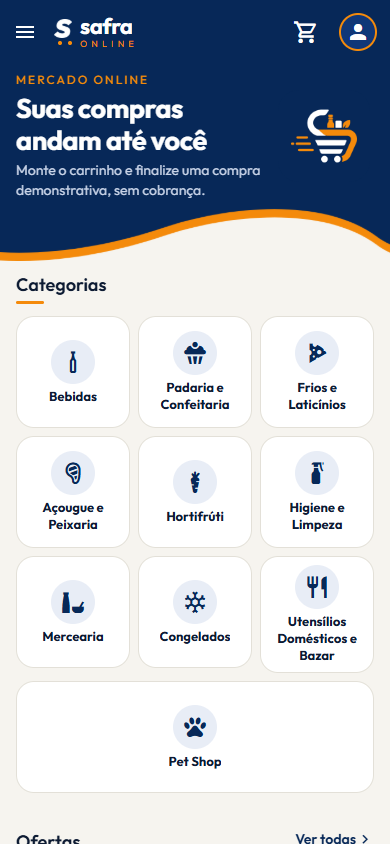 safra
ONLINE
MERCADO ONLINE
Suas compras
andam até você
Monte o carrinho e finalize uma compra
demonstrativa, sem cobrança.
Categorias
Bebidas
Padaria e
Confeitaria
Frios e
Laticínios
Açougue e
Peixaria
Hortifrúti
Higiene e
Limpeza
Mercearia
Congelados
Utensílios
Domésticos e
Bazar
Pet Shop
Ofertas
Ver todas